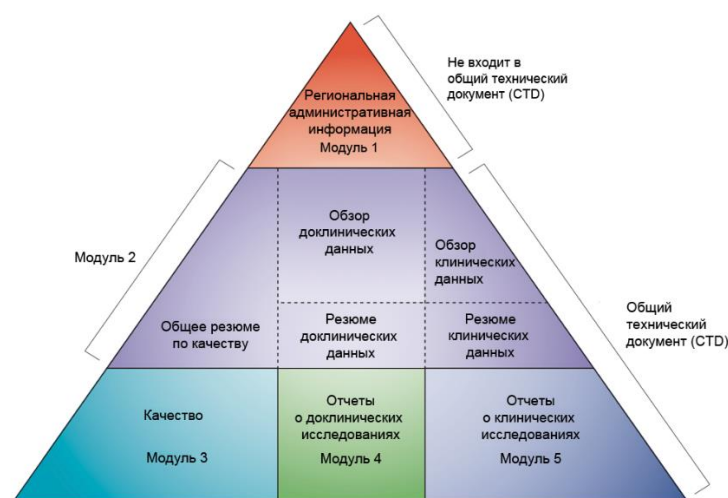 Не входит в
общий технический
документ (CTD)
Региональная
административная
информация
Модуль 1
Модуль 2
Обзор
доклинических
данных
Обзор
клинических
данных
Общее резюме
по качеству
Резюме
доклинических
данных
Резюме
клинических
данных
Общий
технический
документ (CTD)
Качество
Модуль 3
Отчеты
о доклинических
исследованиях
Модуль 4
Отчеты
о клинических
исследованиях
Модуль 5